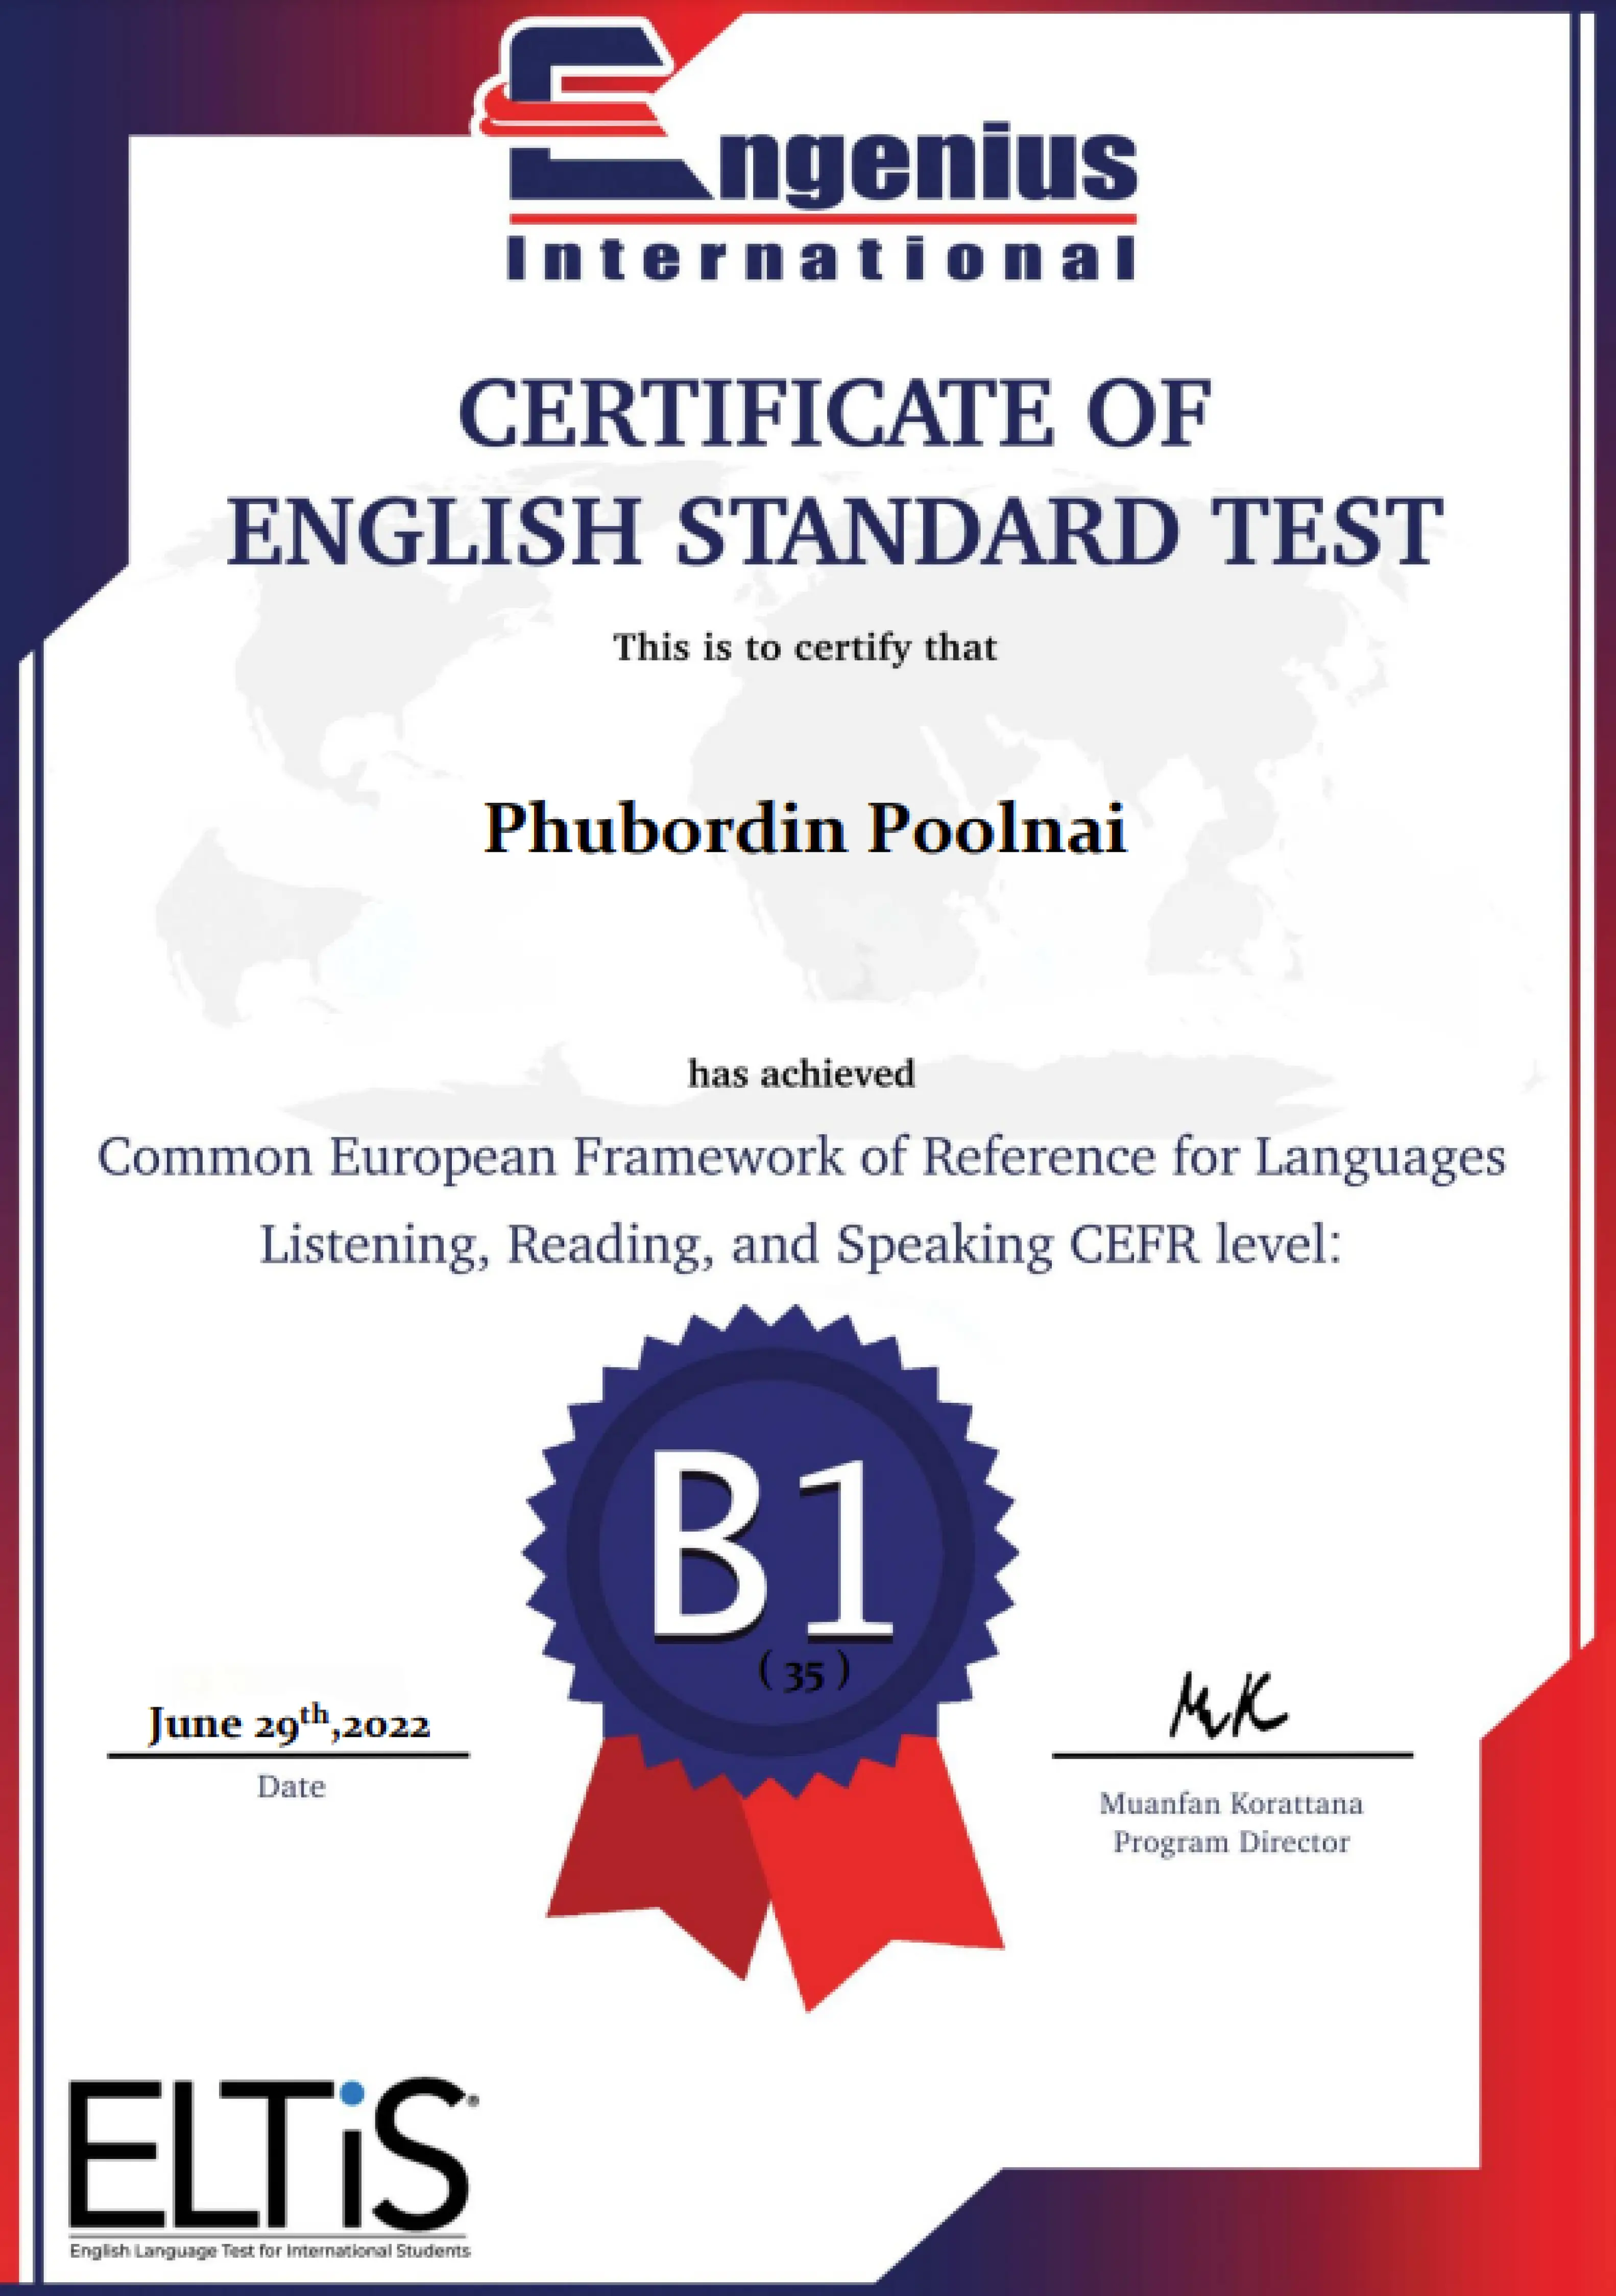 Engenius
International
CERTIFICATE OF
ENGLISH STANDARD TEST
This is to certify that
Phubordin Poolnai
has achieved
Common European Framework of Reference for Languages
Listening, Reading, and Speaking CEFR level:
B1
( 35 )
June 29th,2022
Date
MK
Muanfan Korattana
Program Director
ELTiS®
English Language Test for International Students